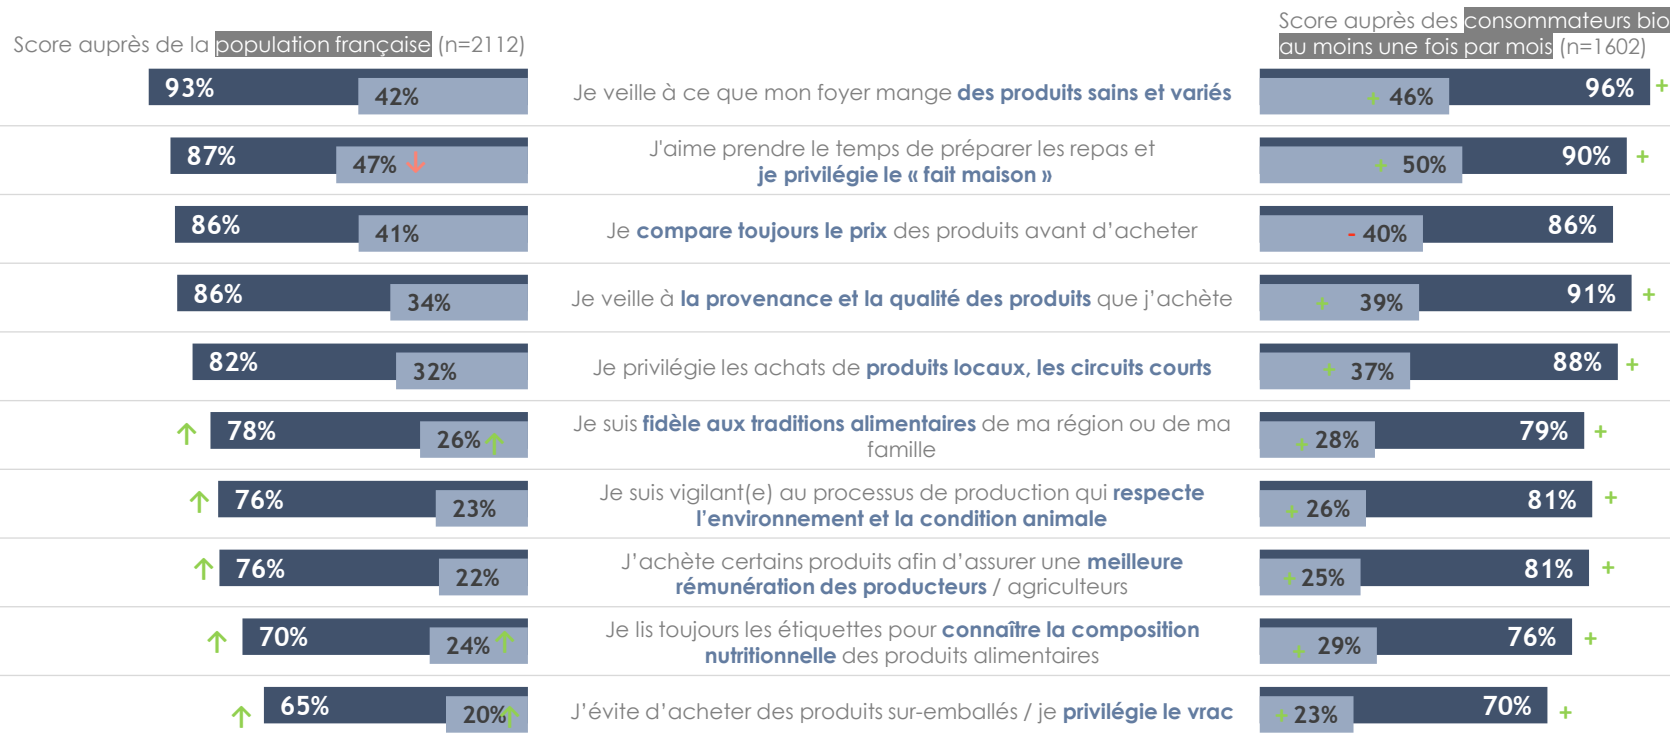 Score auprès de la population française (n=2112)
Score auprès des consommateurs bio
au moins une fois par mois (n=1602)
93% 42% Je veille à ce que mon foyer mange des produits sains et variés + 46% 96% +
87% 47% ↓ J'aime prendre le temps de préparer les repas et
je privilégie le « fait maison » + 50% 90% +
86% 41% Je compare toujours le prix des produits avant d’acheter - 40% 86%
86% 34% Je veille à la provenance et la qualité des produits que j’achète + 39% 91% +
82% 32% Je privilégie les achats de produits locaux, les circuits courts + 37% 88% +
↑ 78% 26% ↑ Je suis fidèle aux traditions alimentaires de ma région ou de ma
famille + 28% 79% +
↑ 76% 23% Je suis vigilant(e) au processus de production qui respecte
l’environnement et la condition animale + 26% 81% +
↑ 76% 22% J’achète certains produits afin d’assurer une meilleure
rémunération des producteurs / agriculteurs + 25% 81% +
↑ 70% 24% ↑ Je lis toujours les étiquettes pour connaître la composition
nutritionnelle des produits alimentaires + 29% 76% +
↑ 65% 20% ↑ J’évite d’acheter des produits sur-emballés / je privilégie le vrac + 23% 70% +